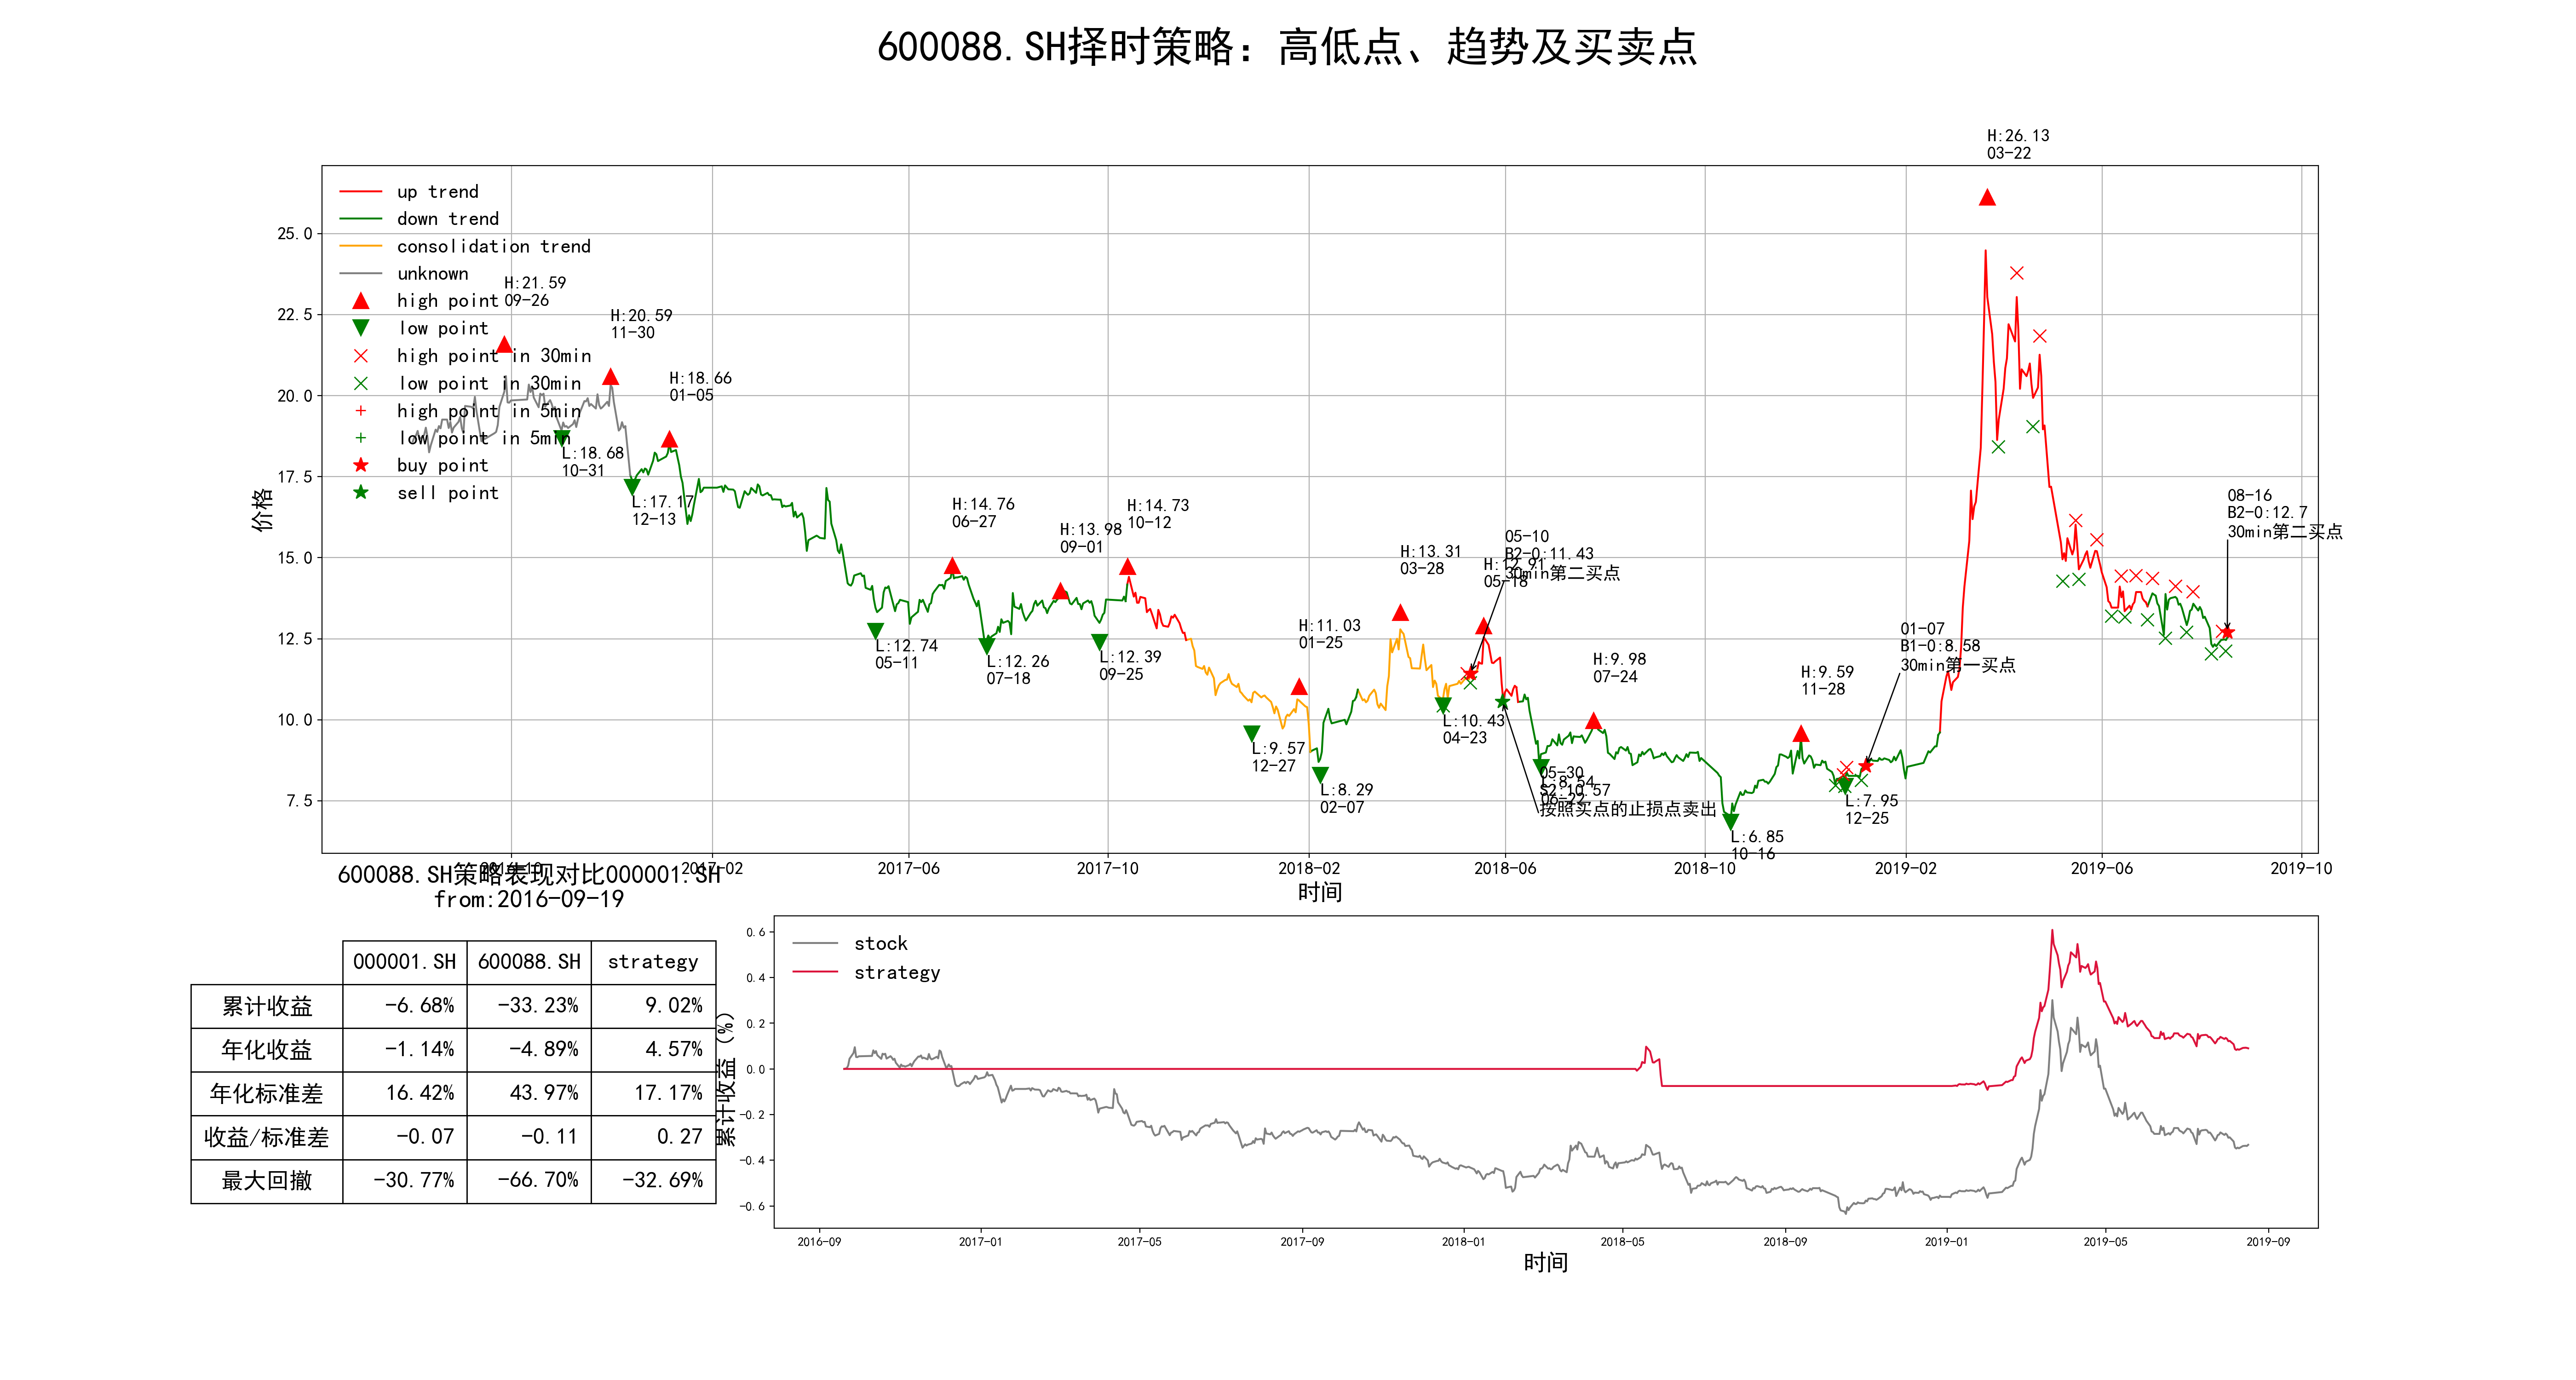 600088.SH择时策略：高低点、趋势及买卖点
H:26.13
03-22
up trend
down trend
consolidation trend
unknown
high point
low point
high point in 30min
low point in 30min
high point in 5min
low point in 5min
buy point
sell point
价格
25.0
22.5
20.0
17.5
15.0
12.5
10.0
7.5
H:21.59
09-26
H:20.59
11-30
H:18.66
01-05
L:18.68
10-31
L:17.17
12-13
H:14.76
06-27
H:13.98
09-01
H:14.73
10-12
L:12.74
05-11
L:12.26
07-18
L:12.39
09-25
H:11.03
01-25
L:9.57
12-27
L:8.29
02-07
H:13.31
03-28
05-10
B2-0:11.43
30min第二买点
H:12.91
05-18
L:10.43
04-23
H:9.98
07-24
05-30
S2:10.57
按照买点的止损点卖出
L:8.54
06-22
H:9.59
11-28
L:6.85
10-16
L:7.95
12-25
01-07
B1-0:8.58
30min第一买点
08-16
B2-0:12.7
30min第二买点
2016-10
2017-02
2017-06
2017-10
2018-02
2018-06
2018-10
2019-02
2019-06
2019-10
时间
600088.SH策略表现对比000001.SH
from:2016-09-19
000001.SH 600088.SH strategy
累计收益 -6.68% -33.23% 9.02%
年化收益 -1.14% -4.89% 4.57%
年化标准差 16.42% 43.97% 17.17%
收益/标准差 -0.07 -0.11 0.27
最大回撤 -30.77% -66.70% -32.69%
累计收益（%）
0.6
0.4
0.2
0.0
-0.2
-0.4
-0.6
stock
strategy
2016-09
2017-01
2017-05
2017-09
2018-01
2018-05
2018-09
2019-01
2019-05
2019-09
时间